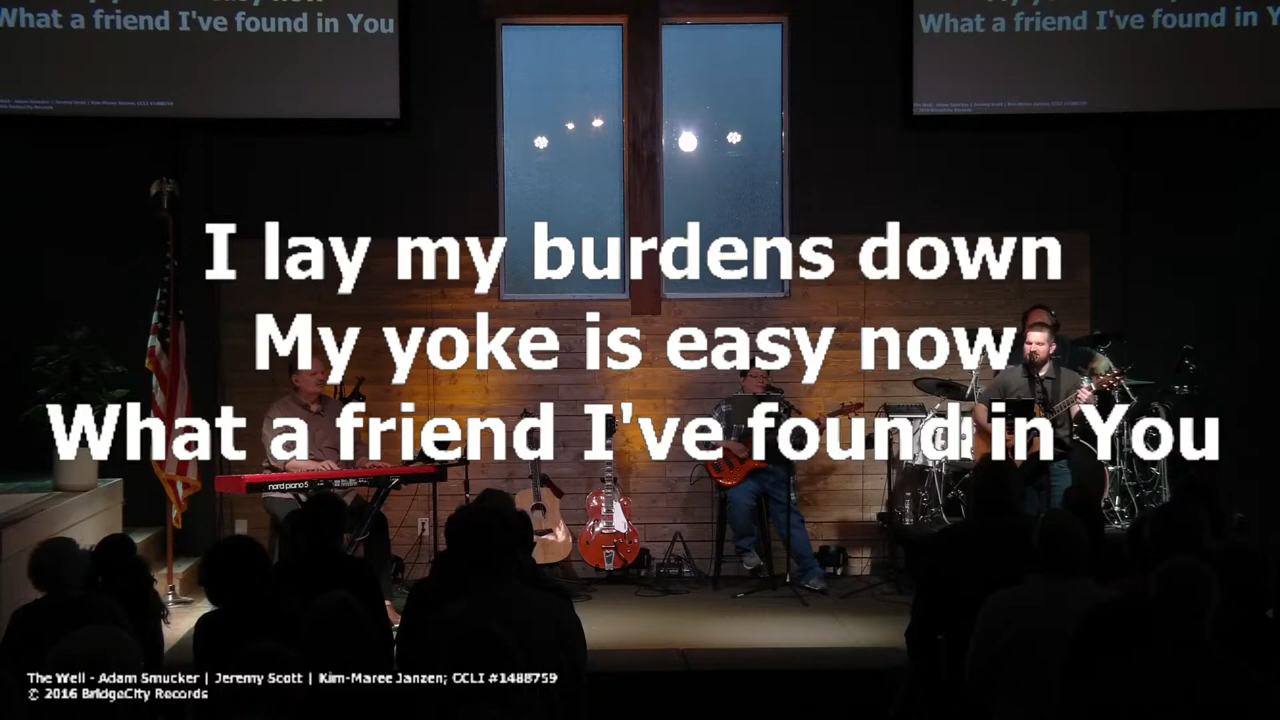 What a friend I've found in You
What a friend I've found in Y
I lay my burdens down
My yoke is easy now
What a friend I've found in You
nord piano 5
The Well - Adam Smucker | Jeremy Scott | Kim-Maree Janzen; CCLI #1488759
© 2016 BridgeCity Records